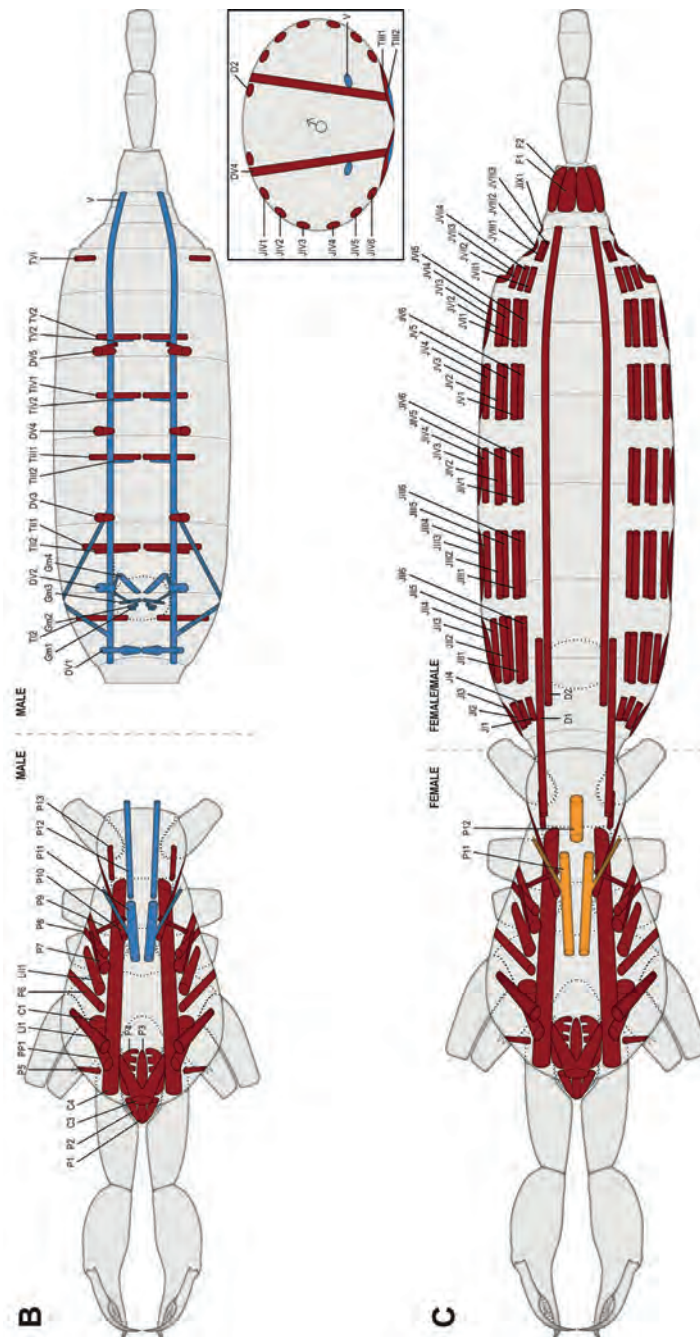 B
MALE
MALE
P1
P2
C3
C4
P5
PP1
LI1
C1
P6
LII1
P7
P8
P9
P10
P11
P12
P13
P4
P3
DV1
Gm1
Gm2
TI2
Gm3
DV2
Gm4
TII2
TII1
DV3
TIII2
TIII1
DV4
TIV2
TIV1
DV5
TV2
TV2
TVI
V
DV4
D2
V
TIII1
TIII2
♂
JIV1
JIV2
JIV3
JIV4
JIV5
JIV6
C
FEMALE
FEMALE/MALE
P11
P12
JI1
JI2
JI3
JI4
D1
D2
JII1
JII2
JII3
JII4
JII5
JII6
JIII1
JIII2
JIII3
JIII4
JIII5
JIII6
JIV1
JIV2
JIV3
JIV4
JIV5
JIV6
JV1
JV2
JV3
JV4
JV5
JIV6
JVI1
JVI2
JVI3
JVI4
JVI5
JVII1
JVII2
JVII3
JVII4
JVIII1
JVIII2
JVIII3
JIX1
F1
F2